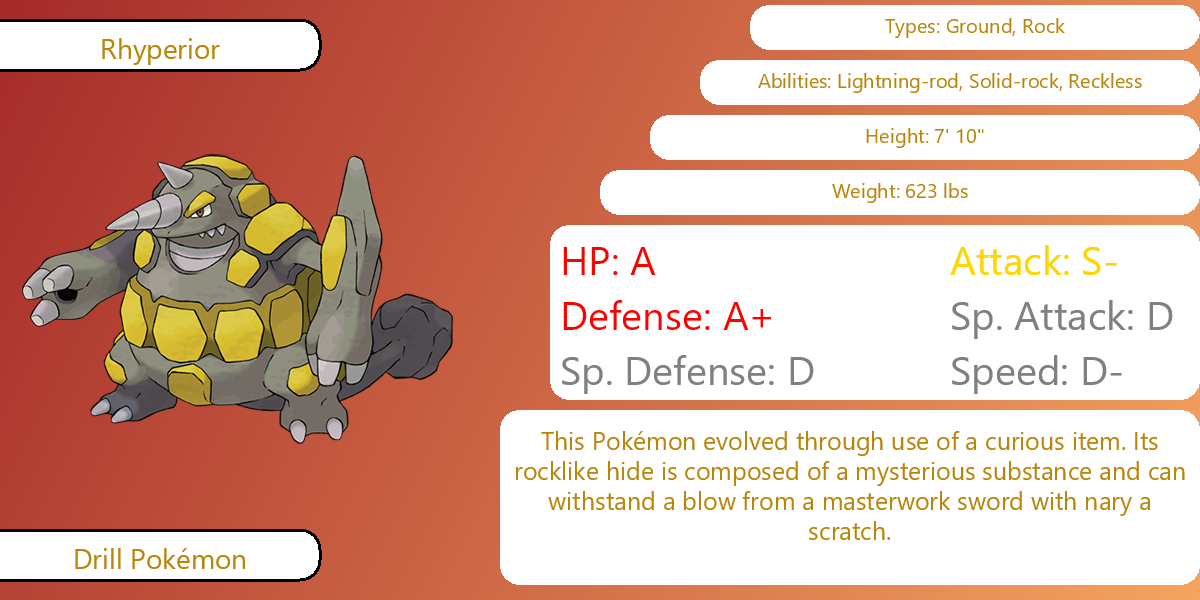 Rhyperior
Types: Ground, Rock
Abilities: Lightning-rod, Solid-rock, Reckless
Height: 7' 10"
Weight: 623 lbs
HP: A
Attack: S-
Defense: A+
Sp. Attack: D
Sp. Defense: D
Speed: D-
This Pokémon evolved through use of a curious item. Its
rocklike hide is composed of a mysterious substance and can
withstand a blow from a masterwork sword with nary a
scratch.
Drill Pokémon